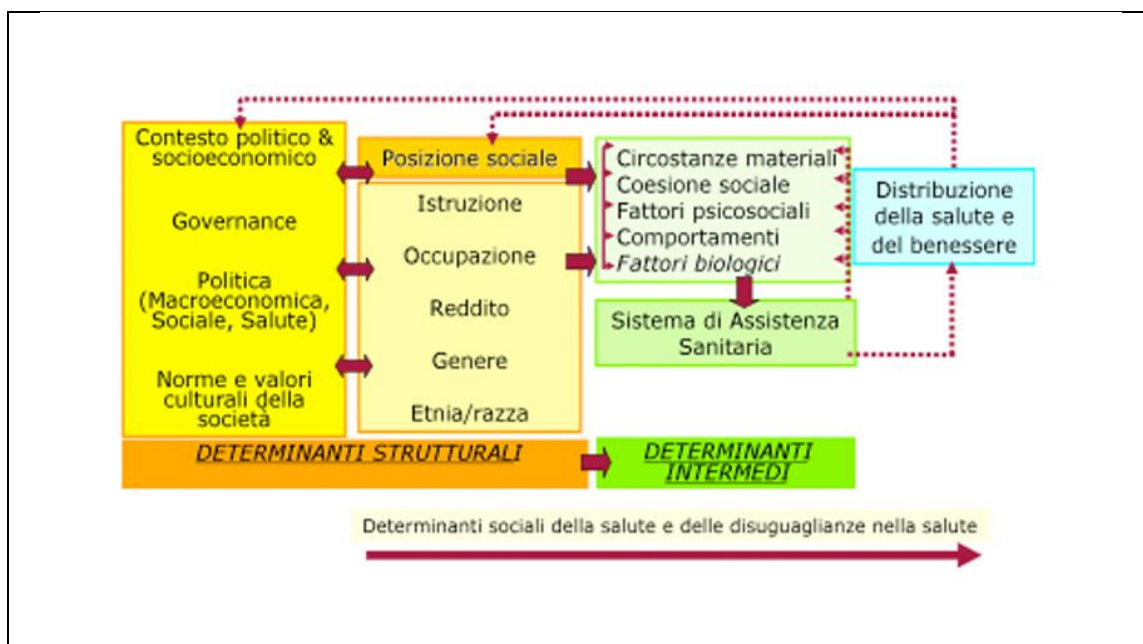 Contesto politico &
socioeconomico
Governance
Politica
(Macroeconomica,
Sociale, Salute)
Norme e valori
culturali della
società
Posizione sociale
Istruzione
Occupazione
Reddito
Genere
Etnia/razza
Circostanze materiali
Coesione sociale
Fattori psicosociali
Comportamenti
Fattori biologici
Sistema di Assistenza
Sanitaria
Distribuzione
della salute e
del benessere
DETERMINANTI STRUTTURALI
DETERMINANTI
INTERMEDI
Determinanti sociali della salute e delle disuguaglianze nella salute